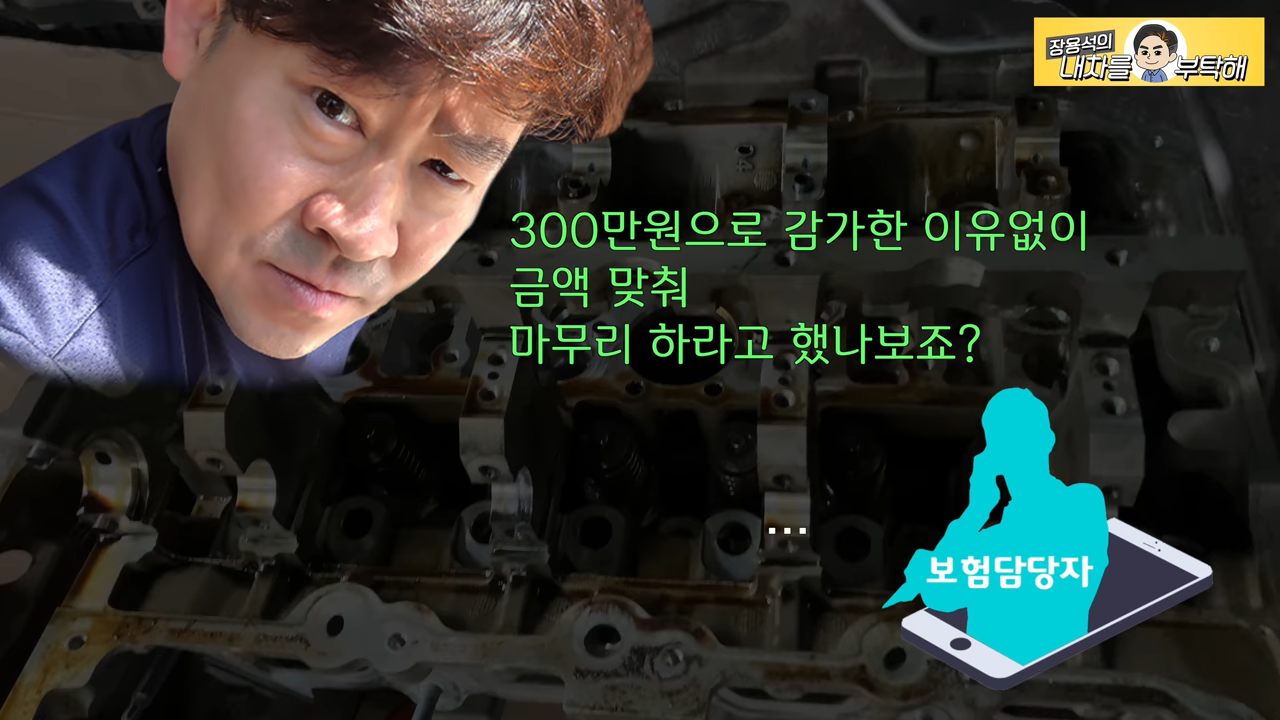 장용석의
내차를 부탁해
300만원으로 감가한 이유없이
금액 맞춰
마무리 하라고 했나보죠?
...
보험담당자